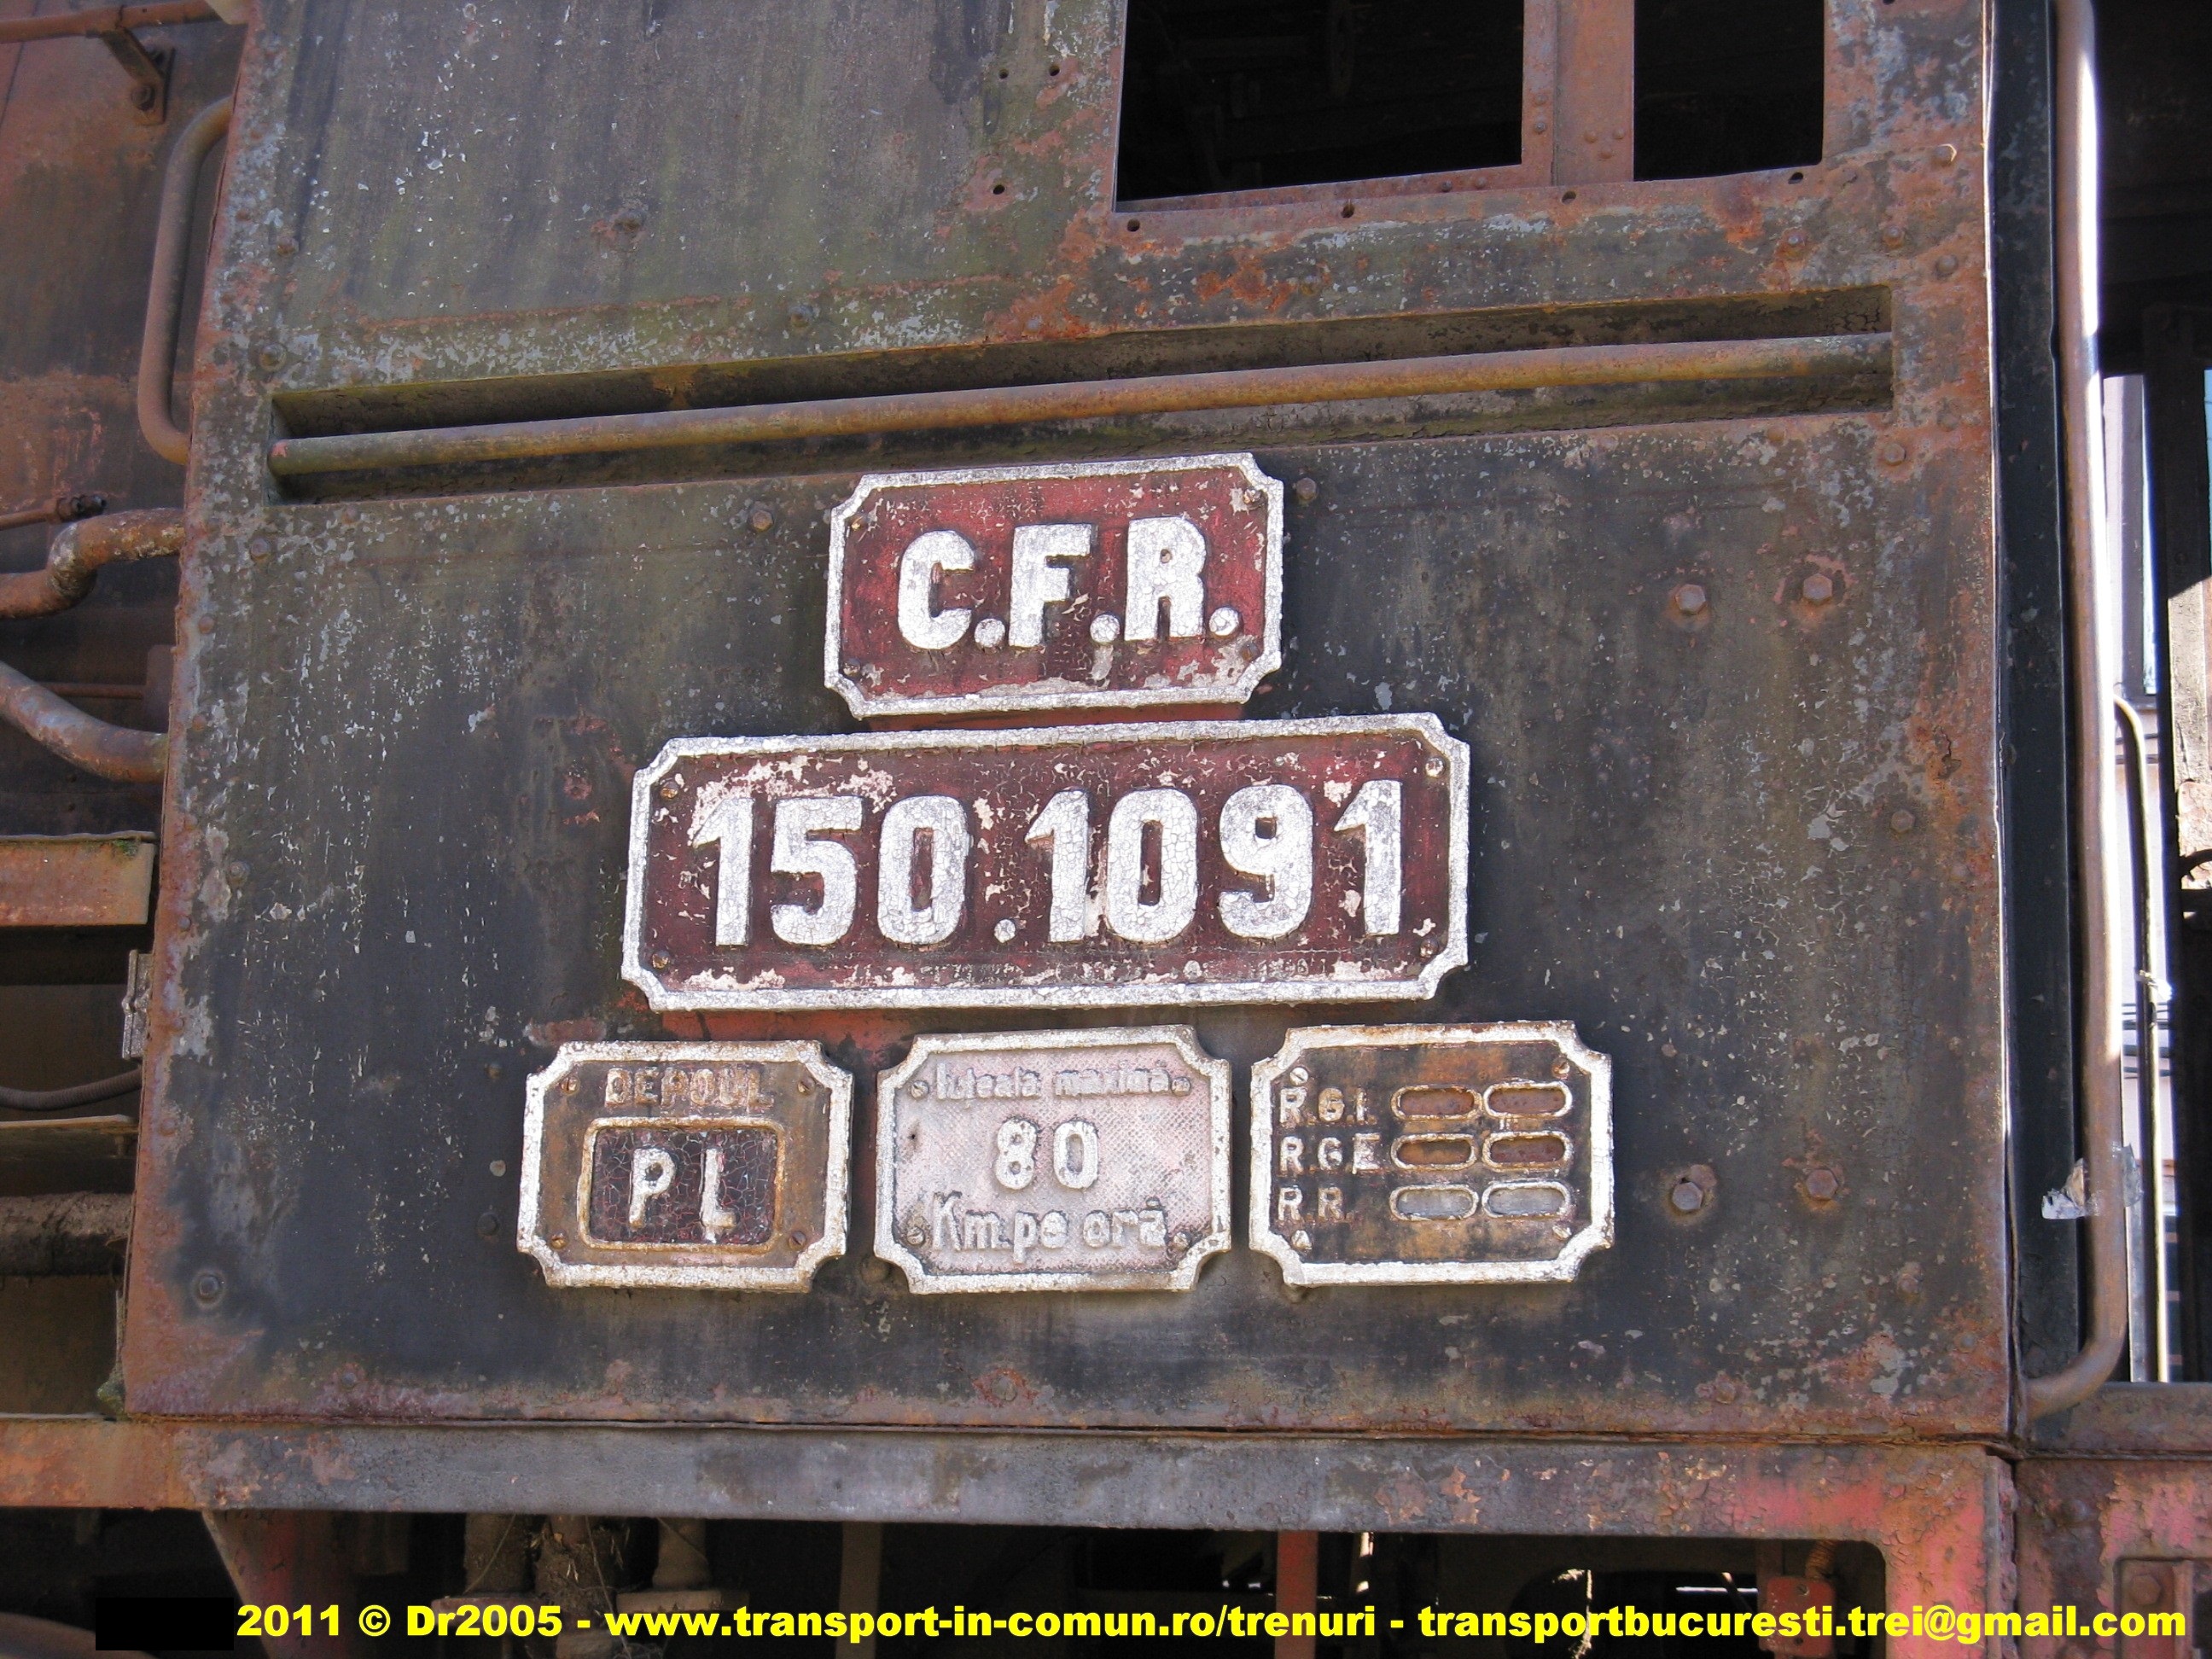 C.F.R.
150.1091
DEPOUL
PL
Iuțeala maximă
80
Km.pe oră
R.G.I.
R.G.E.
R.R.
2011 © Dr2005 - www.transport-in-comun.ro/trenuri - transportbucuresti.trei@gmail.com